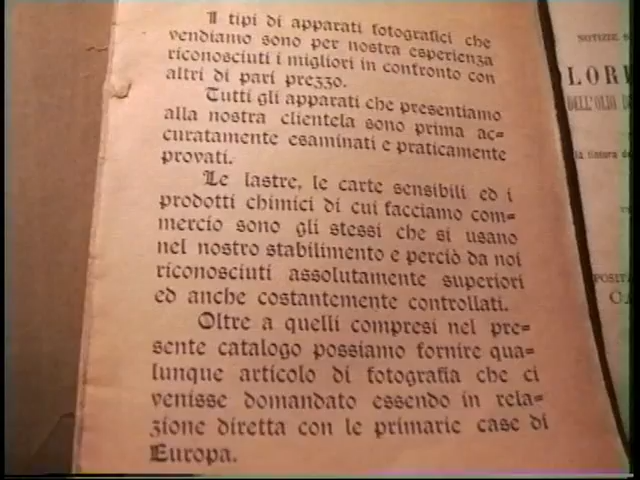 I tipi di apparati fotografici che
vendiamo sono per nostra esperienza
riconosciuti i migliori in confronto con
altri di pari prezzo.
Tutti gli apparati che presentiamo
alla nostra clientela sono prima ac=
curatamente esaminati e praticamente
provati.
Le lastre, le carte sensibili ed i
prodotti chimici di cui facciamo com=
mercio sono gli stessi che si usano
nel nostro stabilimento e perciò da noi
riconosciuti assolutamente superiori
ed anche costantemente controllati.
Oltre a quelli compresi nel pre=
sente catalogo possiamo fornire qua=
lunque articolo di fotografia che ci
venisse domandato essendo in rela=
zione diretta con le primarie case di
Europa.
NOTIZIE
DELL'OLIO
la tintura